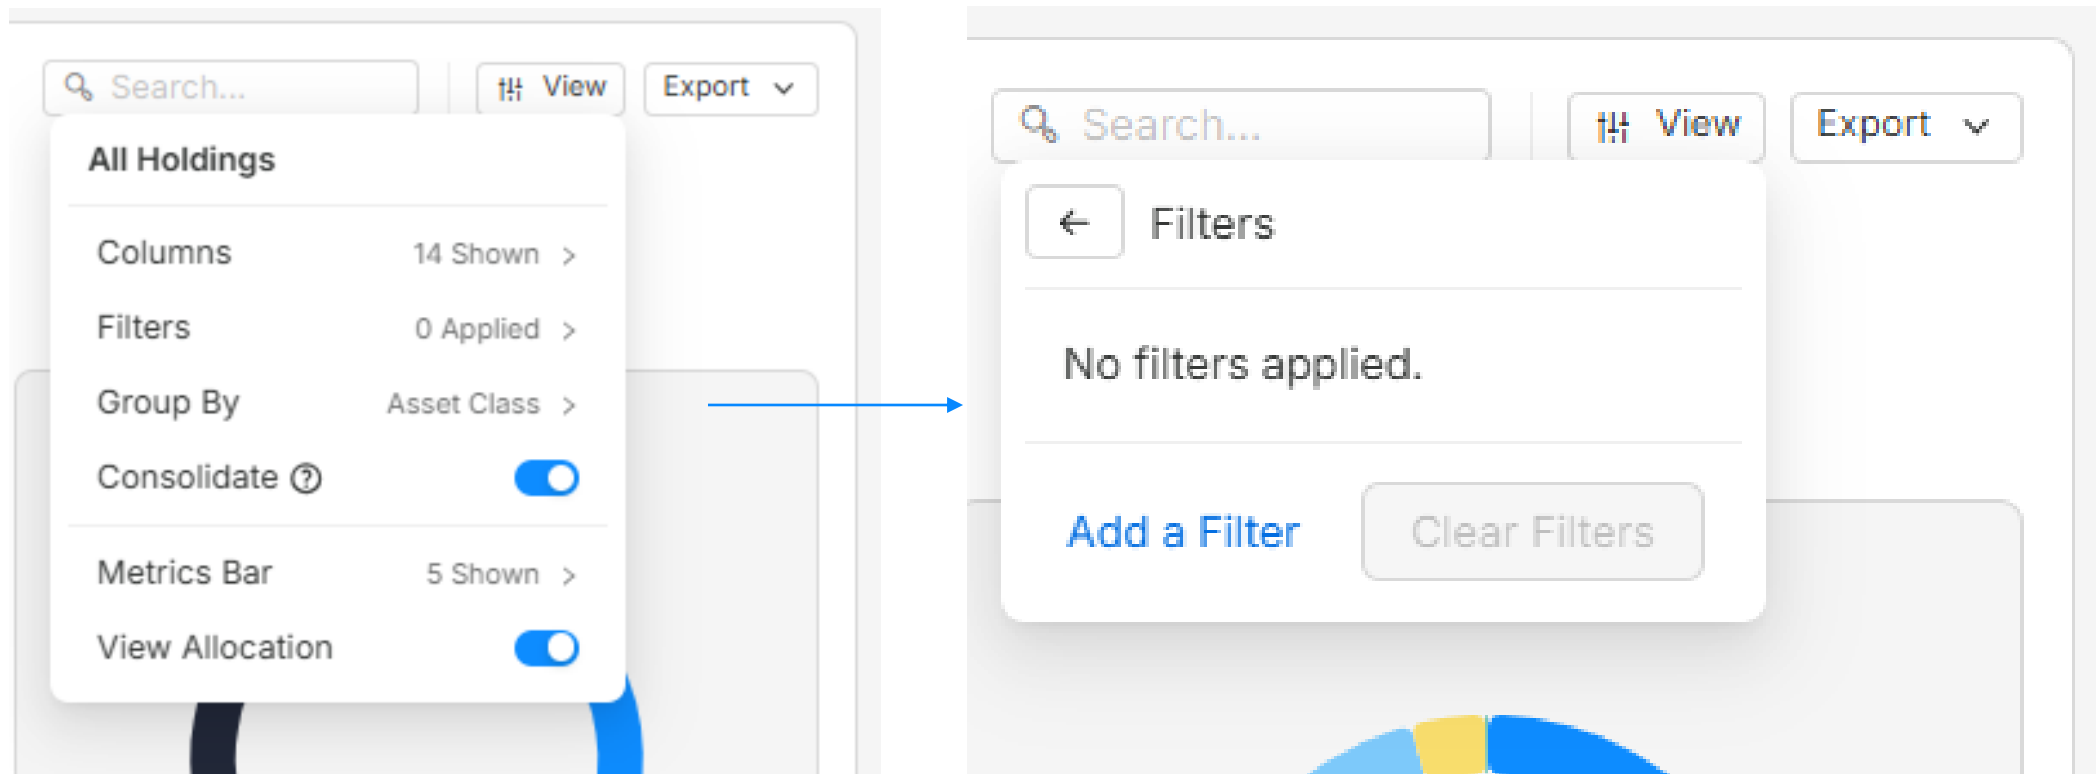 Search...
View
Export
All Holdings
Columns 14 Shown
Filters 0 Applied
Group By Asset Class
Consolidate
Metrics Bar 5 Shown
View Allocation
Search...
View
Export
Filters
No filters applied.
Add a Filter
Clear Filters